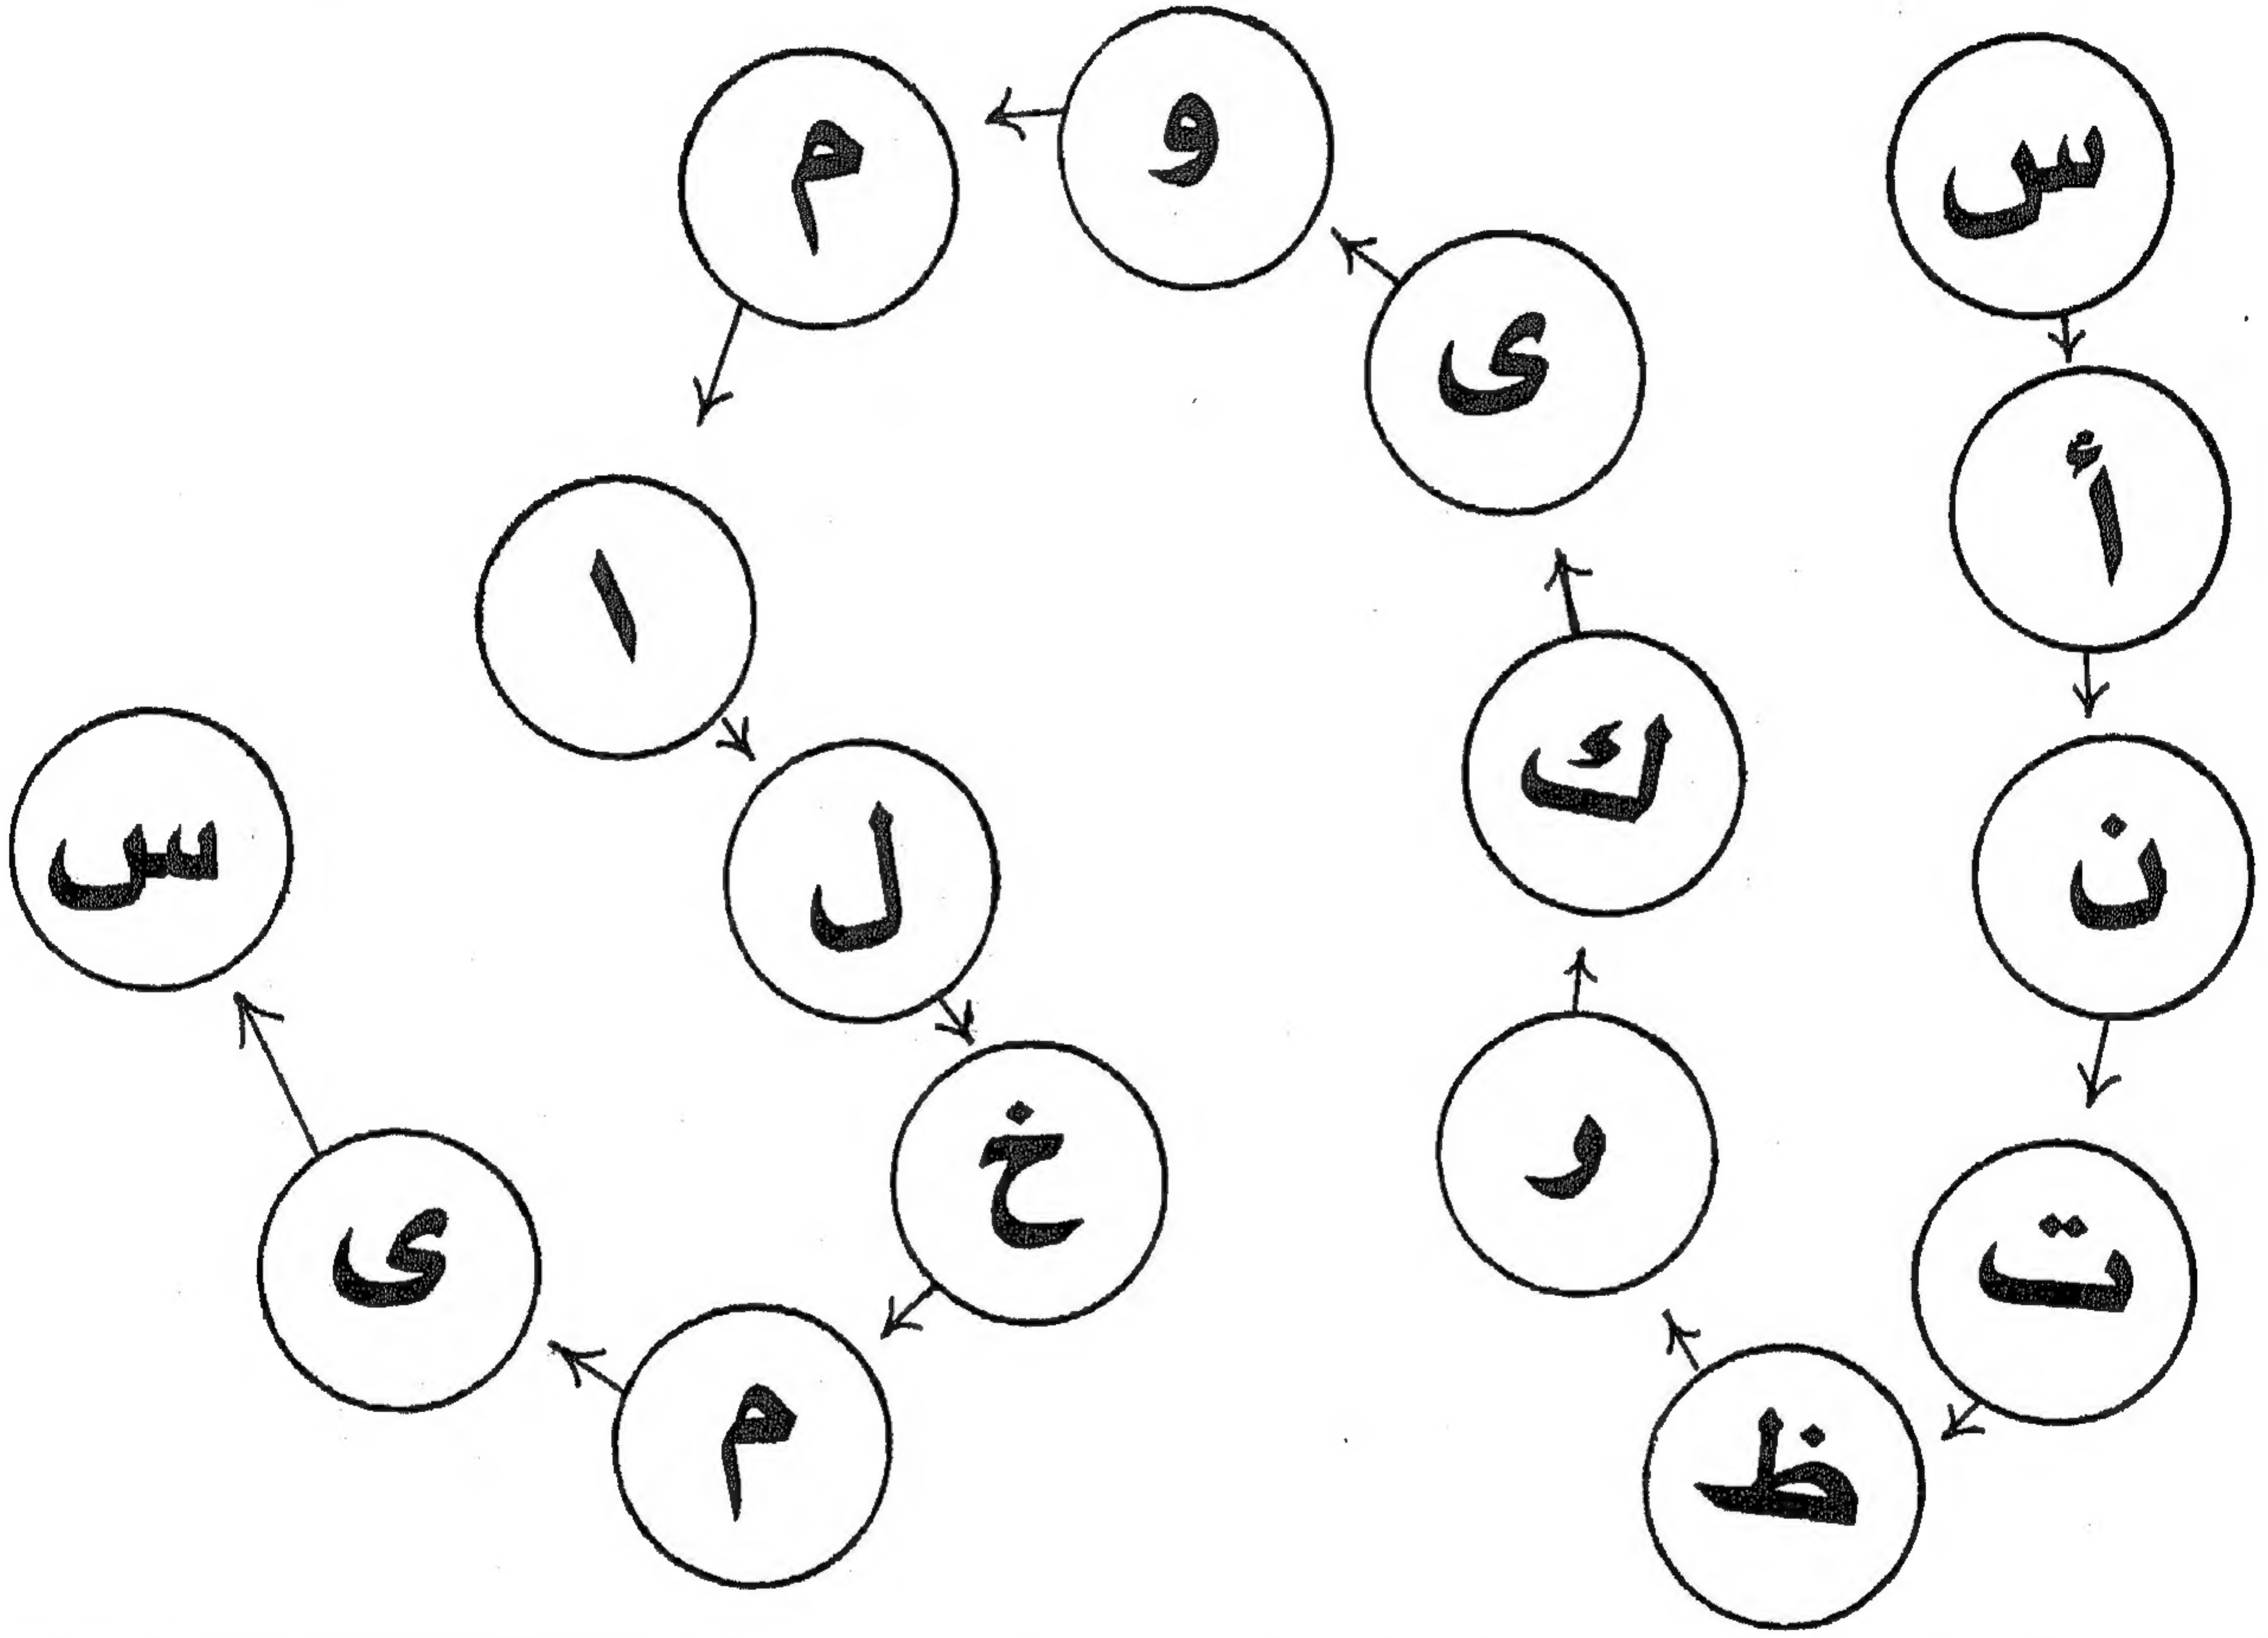 س
أ
ن
ت
ظ
ر
ك
ى
و
م
ا
ل
خ
م
ى
س